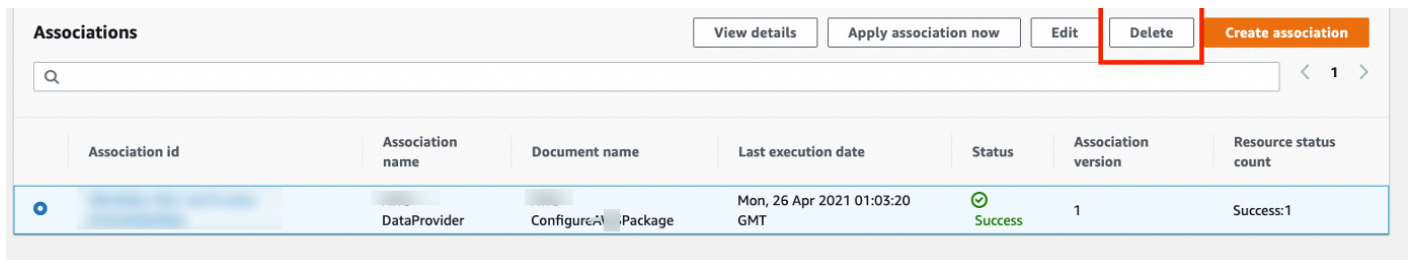 Associations
View details
Apply association now
Edit
Delete
Create association
1
Association id
Association
name
Document name
Last execution date
Status
Association
version
Resource status
count
DataProvider
Mon, 26 Apr 2021 01:03:20
GMT
Success
1
Success:1